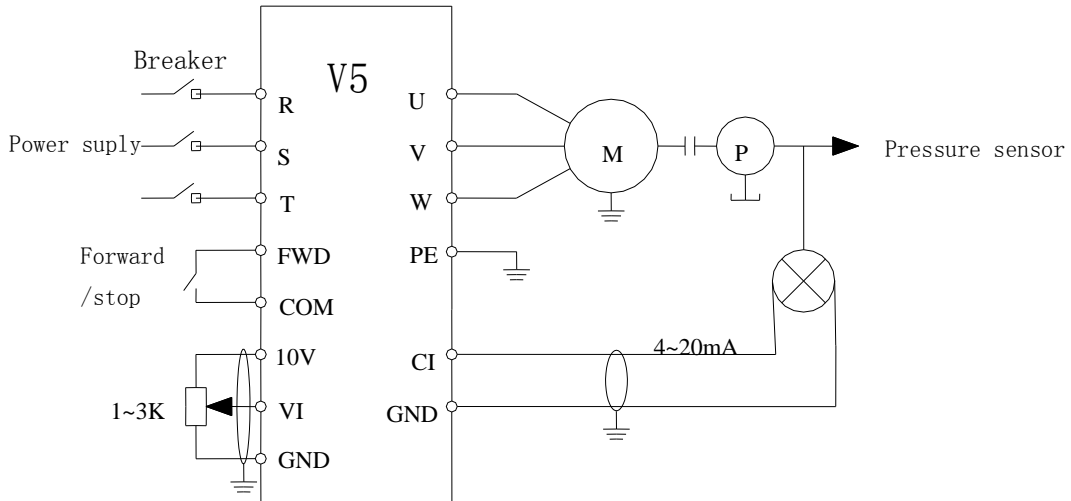 Breaker
V5
R
U
Power suply
S
V
M
P
Pressure sensor
T
W
Forward
/stop
FWD
PE
COM
10V
CI
4~20mA
1~3K
VI
GND
GND